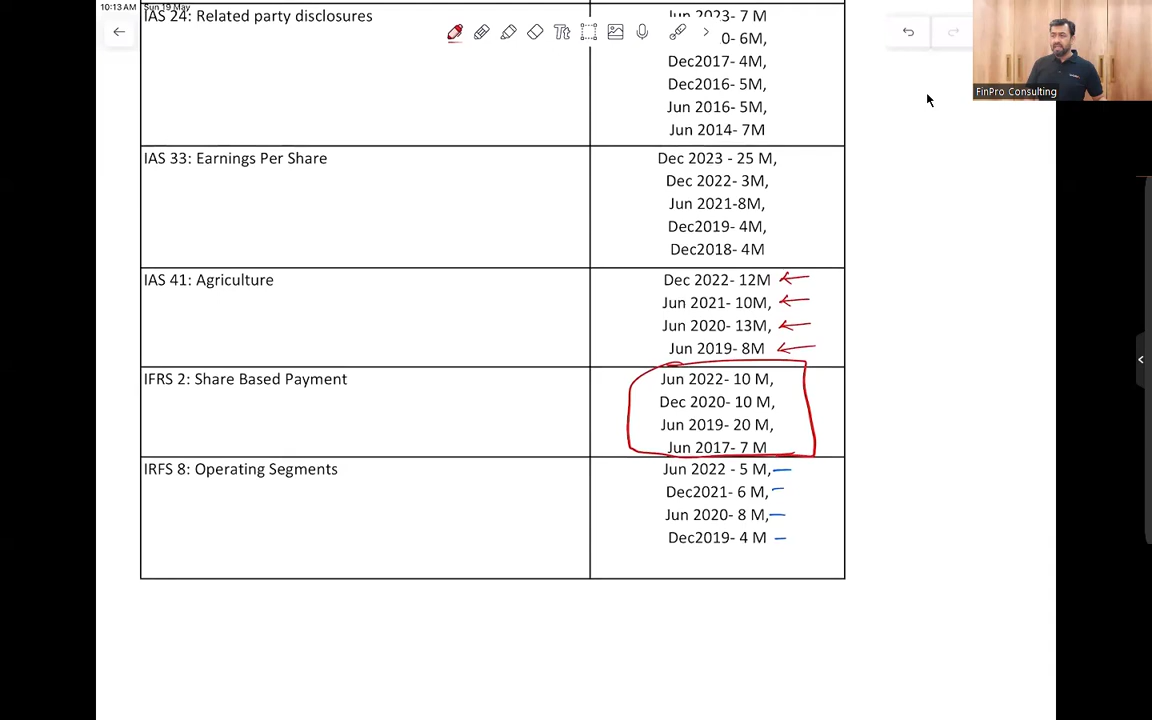 10:13 AM Sun 19 May
IAS 24: Related party disclosures
Jun 2023- 7 M
0- 6M,
Dec2017- 4M,
Dec2016- 5M,
Jun 2016- 5M,
Jun 2014- 7M
Tt
FinPro Consulting
IAS 33: Earnings Per Share
Dec 2023 - 25 M,
Dec 2022- 3M,
Jun 2021-8M,
Dec2019- 4M,
Dec2018- 4M
IAS 41: Agriculture
Dec 2022- 12M
Jun 2021- 10M,
Jun 2020- 13M,
Jun 2019- 8M
IFRS 2: Share Based Payment
Jun 2022- 10 M,
Dec 2020- 10 M,
Jun 2019- 20 M,
Jun 2017- 7 M
IRFS 8: Operating Segments
Jun 2022 - 5 M,
Dec2021- 6 M,
Jun 2020- 8 M,
Dec2019- 4 M